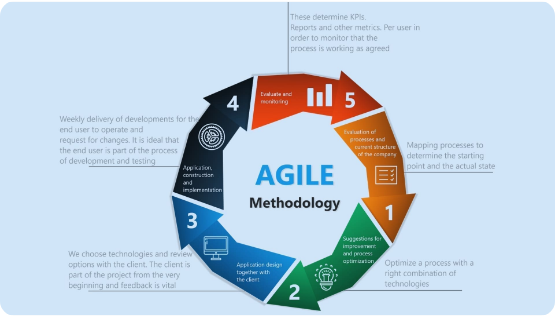 These determine KPIs.
Reports and other metrics. Per user in
order to monitor that the
process is working as agreed
4
Evaluate and
monitoring
5
Weekly delivery of developments for the
end user to operate and
request for changes. It is ideal that
the end user is part of the process
of development and testing
Evaluation of
processes and
current structure
of the company
Mapping processes to
determine the starting
point and the actual state
Application,
construction
and
implementation
AGILE
Methodology
3
1
Suggestions for
improvement
and process
optimization
We choose technologies and review
options with the client. The client is
part of the project from the very
beginning and feedback is vital
Application design
together with
the client
Optimize a process with a
right combination of
technologies
2